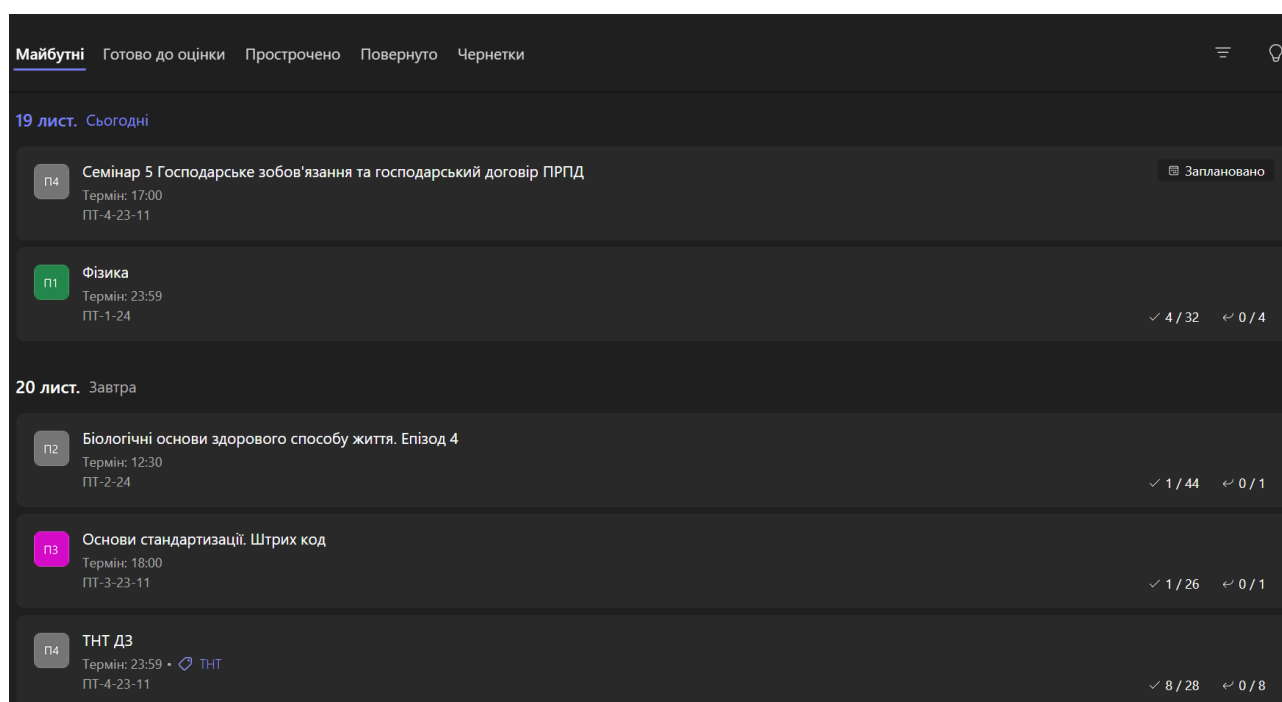 Майбутні Готово до оцінки Прострочено Повернуто Чернетки
19 лист. Сьогодні
П4
Семінар 5 Господарське зобов'язання та господарський договір ПРПД
Заплановано
Термін: 17:00
ПТ-4-23-11
П1
Фізика
Термін: 23:59
ПТ-1-24
4 / 32 0 / 4
20 лист. Завтра
П2
Біологічні основи здорового способу життя. Епізод 4
Термін: 12:30
ПТ-2-24
1 / 44 0 / 1
П3
Основи стандартизації. Штрих код
Термін: 18:00
ПТ-3-23-11
1 / 26 0 / 1
П4
ТНТ ДЗ
Термін: 23:59 • ТНТ
ПТ-4-23-11
8 / 28 0 / 8